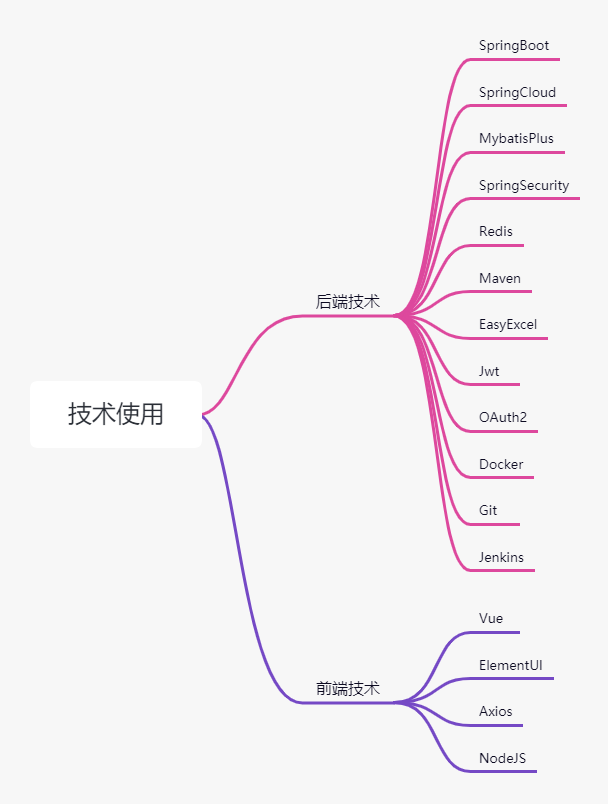 技术使用
后端技术
SpringBoot
SpringCloud
MybatisPlus
SpringSecurity
Redis
Maven
EasyExcel
Jwt
OAuth2
Docker
Git
Jenkins
前端技术
Vue
ElementUI
Axios
NodeJS